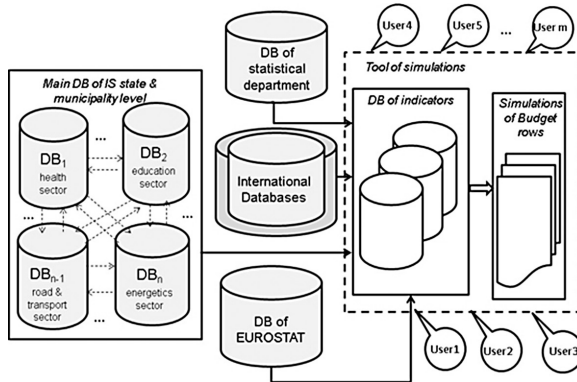 User4
User5
...
User m
DB of
statistical
department
Tool of simulations
Main DB of IS state &
municipality level
DB of indicators
Simulations
of Budget
rows
...
DB1
health
sector
DB2
education
sector
International
Databases
...
...
DBn-1
road &
transport
sector
DBn
energetics
sector
...
DB of
EUROSTAT
User1
User2
User3